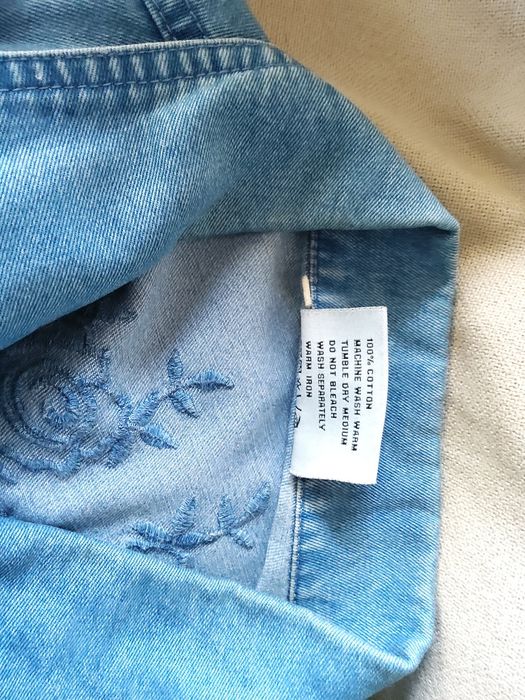 100% COTTON
MACHINE WASH WARM
TUMBLE DRY MEDIUM
DO NOT BLEACH
WASH SEPARATELY
WARM IRON